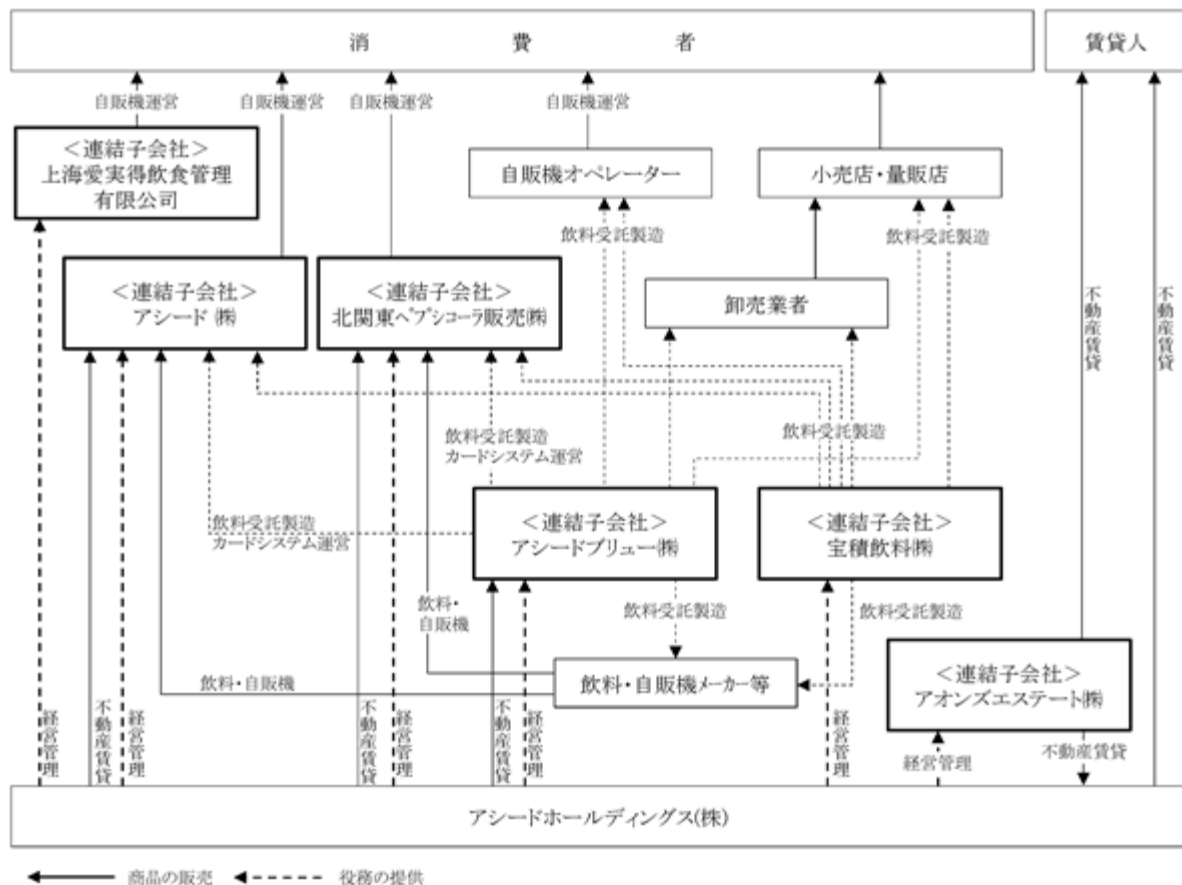 消費者
賃貸人
自販機運営
自販機運営
自販機運営
自販機運営
＜連結子会社＞
上海愛実得飲食管理
有限公司
自販機オペレーター
小売店・量販店
飲料受託製造
飲料受託製造
＜連結子会社＞
アシード ㈱
＜連結子会社＞
北関東ペプシコーラ販売㈱
卸売業者
不動産賃貸
不動産賃貸
飲料受託製造
カードシステム運営
飲料受託製造
＜連結子会社＞
アシードブリュー㈱
＜連結子会社＞
宝積飲料㈱
飲料受託製造
カードシステム運営
飲料・
自販機
飲料受託製造
飲料受託製造
飲料・自販機
飲料・自販機メーカー等
＜連結子会社＞
アオンズエステート㈱
経営管理
不動産賃貸
経営管理
不動産賃貸
経営管理
不動産賃貸
経営管理
経営管理
経営管理
不動産賃貸
アシードホールディングス(株)
商品の販売
役務の提供